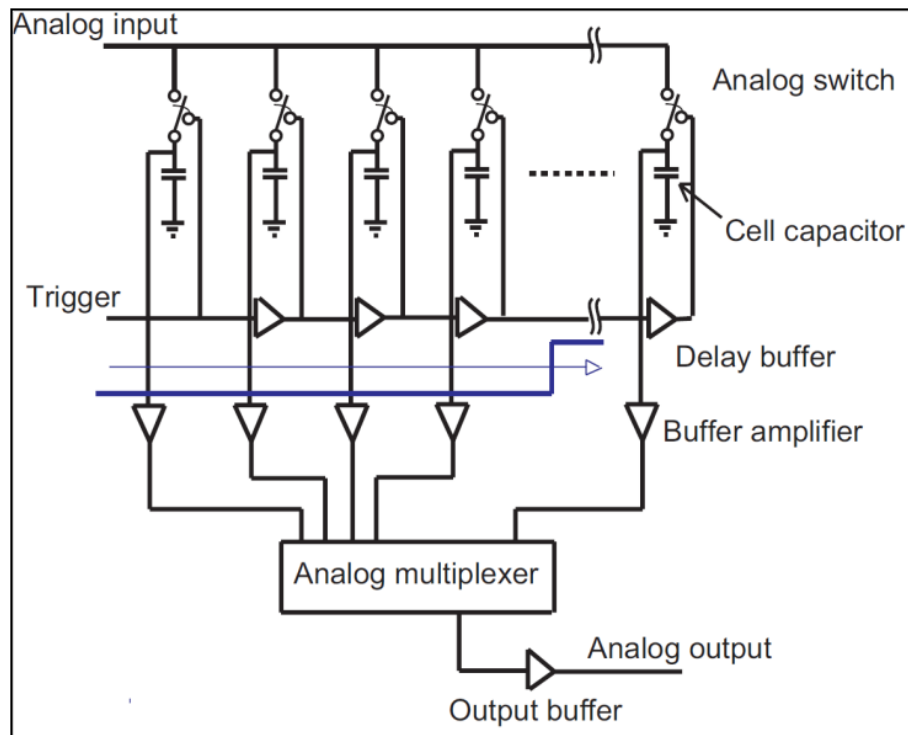 Analog input
Analog switch
Cell capacitor
Trigger
Delay buffer
Buffer amplifier
Analog multiplexer
Analog output
Output buffer